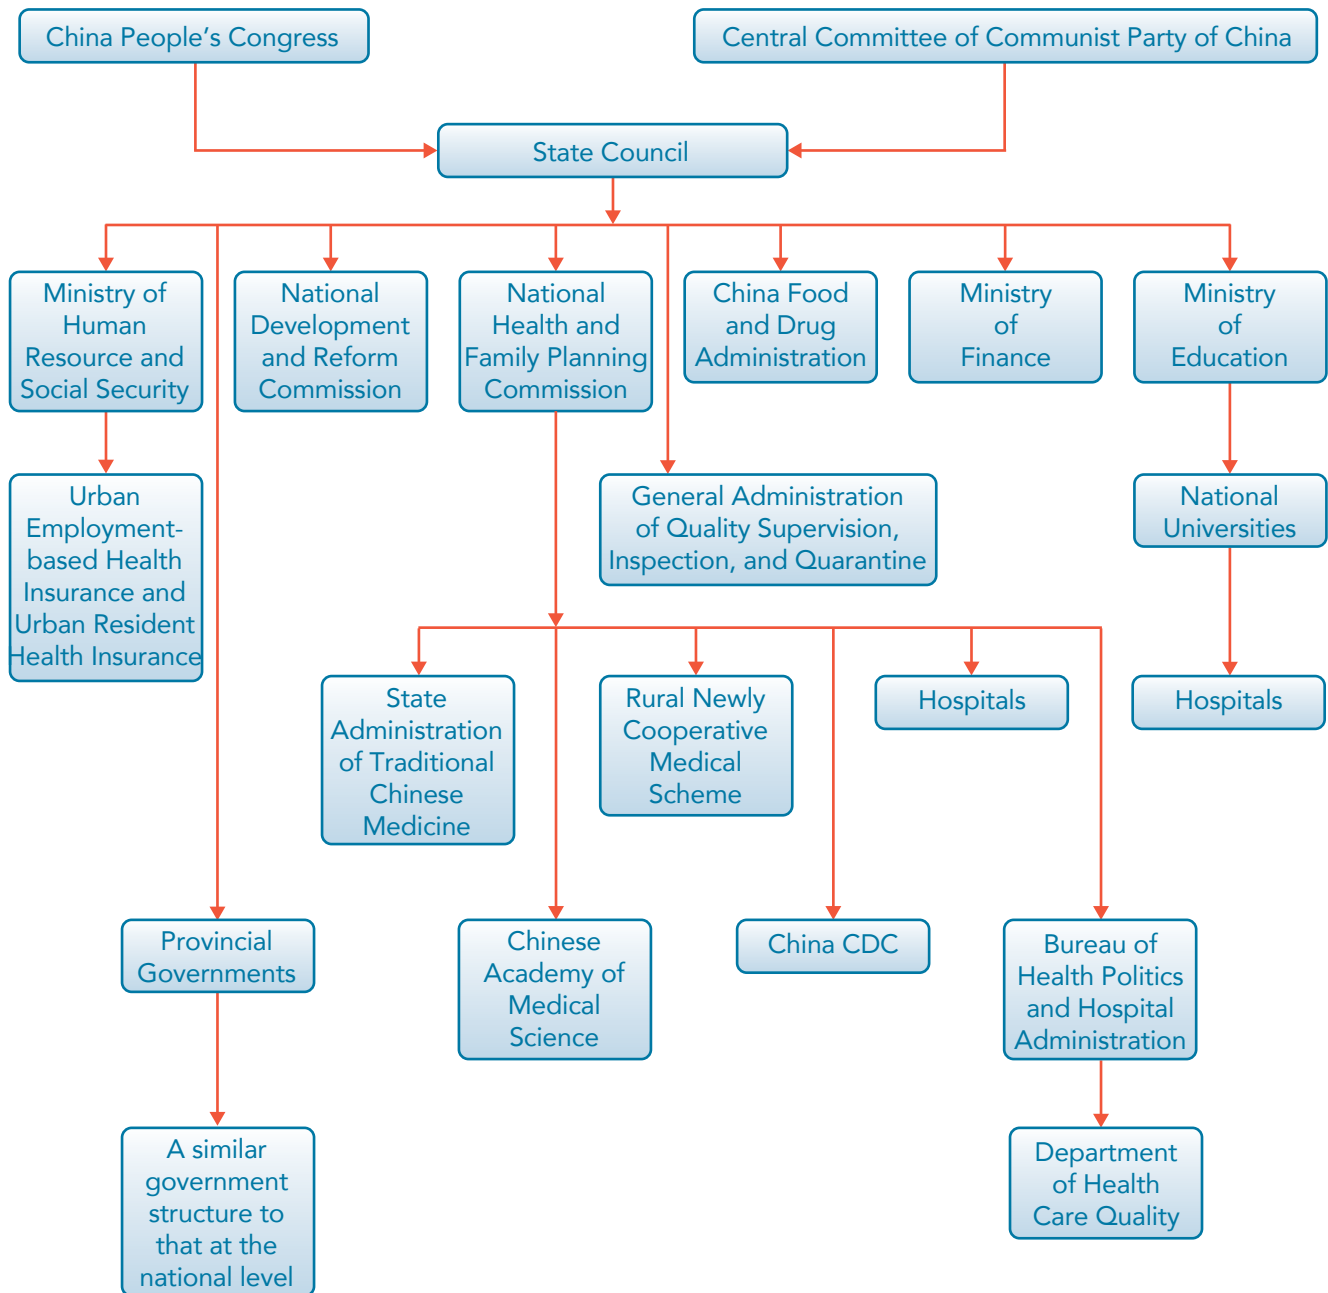 China People's Congress
Central Committee of Communist Party of China
State Council
Ministry of
Human
Resource and
Social Security
National
Development
and Reform
Commission
National
Health and
Family Planning
Commission
China Food
and Drug
Administration
Ministry
of
Finance
Ministry
of
Education
Urban
Employment-
based Health
Insurance and
Urban Resident
Health Insurance
General Administration
of Quality Supervision,
Inspection, and Quarantine
National
Universities
State
Administration
of Traditional
Chinese
Medicine
Rural Newly
Cooperative
Medical
Scheme
Hospitals
Hospitals
Provincial
Governments
Chinese
Academy of
Medical
Science
China CDC
Bureau of
Health Politics
and Hospital
Administration
A similar
government
structure to
that at the
national level
Department
of Health
Care Quality